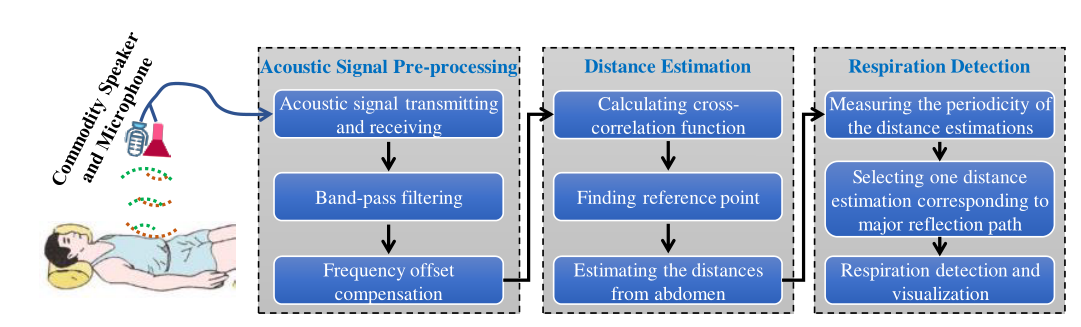 Commodity Speaker
and Microphone
Acoustic Signal Pre-processing
Acoustic signal transmitting
and receiving
Band-pass filtering
Frequency offset
compensation
Distance Estimation
Calculating cross-
correlation function
Finding reference point
Estimating the distances
from abdomen
Respiration Detection
Measuring the periodicity of
the distance estimations
Selecting one distance
estimation corresponding to
major reflection path
Respiration detection and
visualization